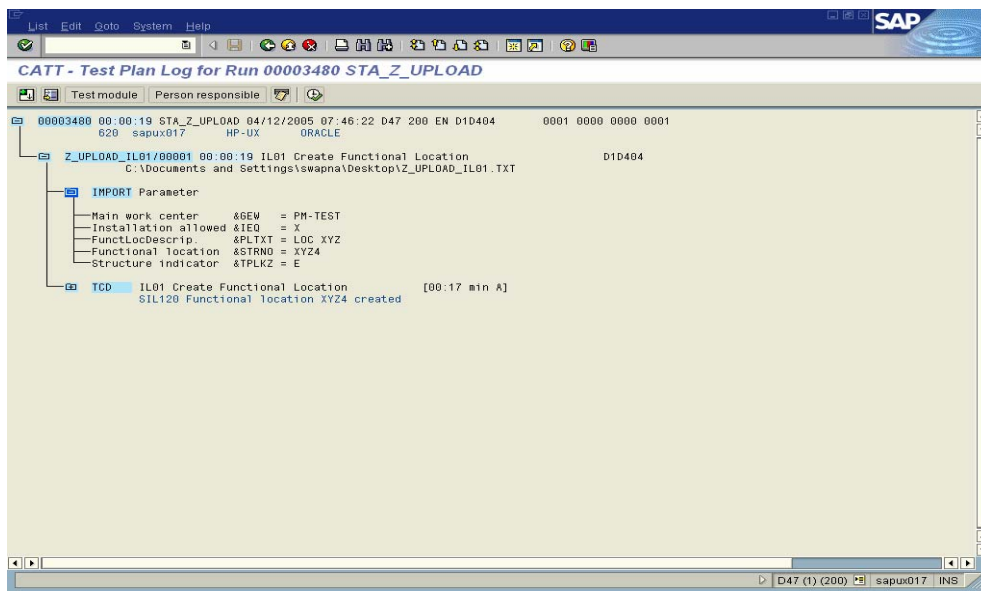 List Edit Goto System Help
SAP
CATT - Test Plan Log for Run 00003480 STA_Z_UPLOAD
Test module Person responsible
00003480 00:00:19 STA_Z_UPLOAD 04/12/2005 07:46:22 D47 200 EN D1D404 0001 0000 0000 0001
620 sapux017 HP-UX ORACLE
Z_UPLOAD_IL01/00001 00:00:19 IL01 Create Functional Location D1D404
C:\Documents and Settings\swapna\Desktop\Z_UPLOAD_IL01.TXT
IMPORT Parameter
Main work center &GEW = PM-TEST
Installation allowed &IEQ = X
FunctLocDescrip. &PLTXT = LOC XYZ
Functional location &STRNO = XYZ4
Structure indicator &TPLKZ = E
TCD IL01 Create Functional Location [00:17 min A]
SIL120 Functional location XYZ4 created
D47 (1) (200) sapux017 INS